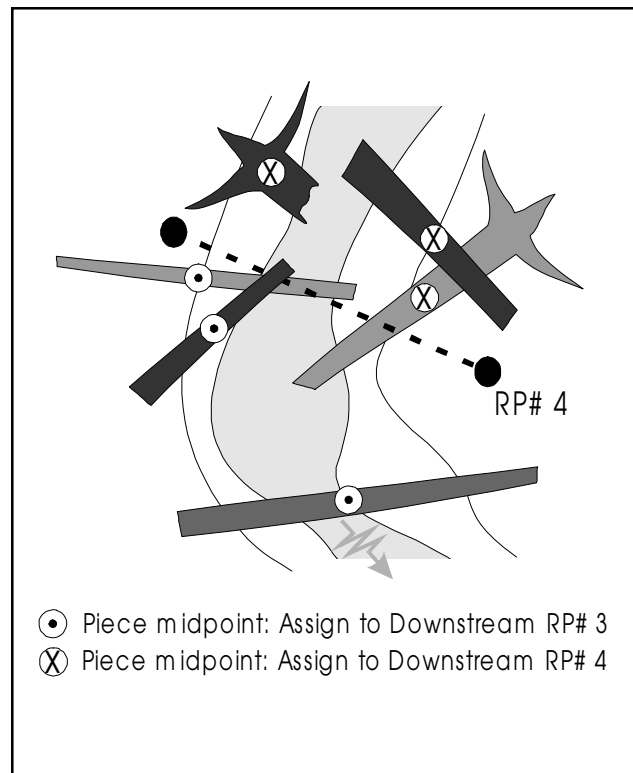 X
X
X
RP# 4
Piece midpoint: Assign to Downstream RP# 3
X Piece midpoint: Assign to Downstream RP# 4